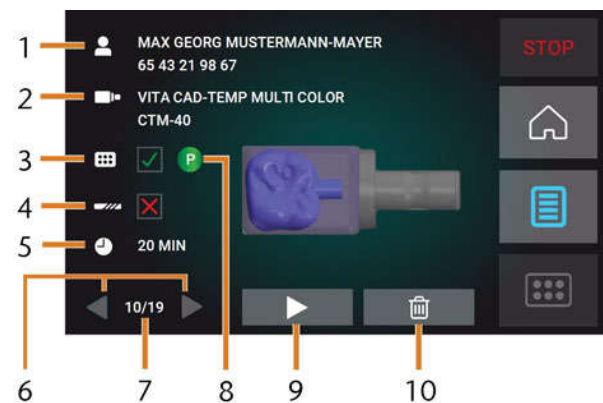 1
MAX GEORG MUSTERMANN-MAYER
65 43 21 98 67
STOP
2
VITA CAD-TEMP MULTI COLOR
CTM-40
3
P
4
5
20 MIN
10/19
6
7
8
9
10